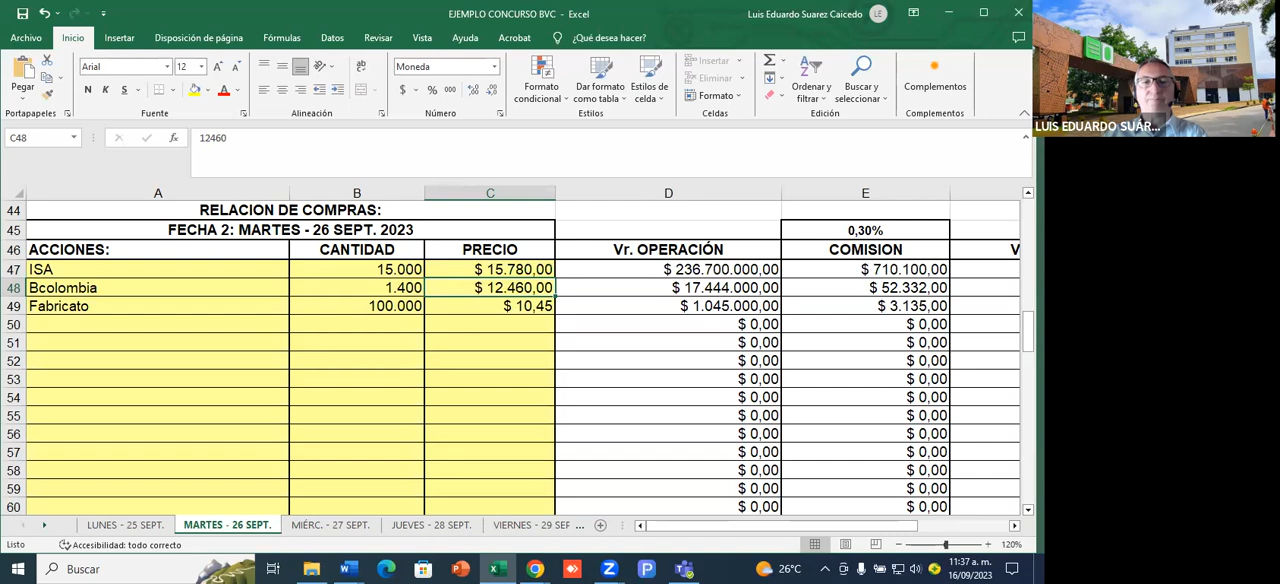 EJEMPLO CONCURSO BVC - Excel
Luis Eduardo Suarez Caicedo
LE
Archivo Inicio Insertar Disposición de página Fórmulas Datos Revisar Vista Ayuda Acrobat ¿Qué desea hacer?
Pegar
Arial 12
N K S
Moneda
$ % 000
Formato condicional
Dar formato como tabla
Estilos de celda
Insertar
Eliminar
Formato
Ordenar y filtrar
Buscar y seleccionar
Complementos
Portapapeles Fuente Alineación Número Estilos Celdas Edición Complementos
LUIS EDUARDO SUÁR...
C48 fx 12460
A B C D E
44 RELACION DE COMPRAS:
45 FECHA 2: MARTES - 26 SEPT. 2023 0,30%
46 ACCIONES: CANTIDAD PRECIO Vr. OPERACIÓN COMISION V
47 ISA 15.000 $ 15.780,00 $ 236.700.000,00 $ 710.100,00
48 Bcolombia 1.400 $ 12.460,00 $ 17.444.000,00 $ 52.332,00
49 Fabricato 100.000 $ 10,45 $ 1.045.000,00 $ 3.135,00
50 $ 0,00 $ 0,00
51 $ 0,00 $ 0,00
52 $ 0,00 $ 0,00
53 $ 0,00 $ 0,00
54 $ 0,00 $ 0,00
55 $ 0,00 $ 0,00
56 $ 0,00 $ 0,00
57 $ 0,00 $ 0,00
58 $ 0,00 $ 0,00
59 $ 0,00 $ 0,00
60 $ 0,00 $ 0,00
LUNES - 25 SEPT. MARTES - 26 SEPT. MIÉRC. - 27 SEPT. JUEVES - 28 SEPT. VIERNES - 29 SEF ...
Listo Accesibilidad: todo correcto 120%
Buscar 26°C 11:37 a. m.
16/09/2023